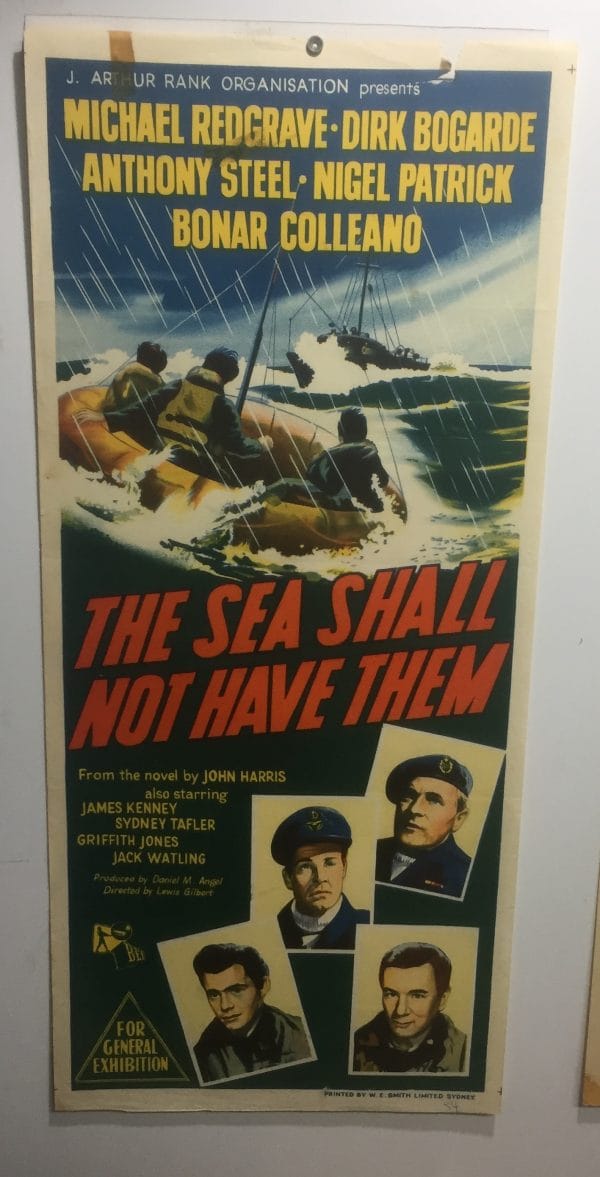 J. ARTHUR RANK ORGANISATION presents
MICHAEL REDGRAVE · DIRK BOGARDE
ANTHONY STEEL · NIGEL PATRICK
BONAR COLLEANO
THE SEA SHALL
NOT HAVE THEM
From the novel by JOHN HARRIS
also starring
JAMES KENNEY
SYDNEY TAFLER
GRIFFITH JONES
JACK WATLING
Produced by Daniel M. Angel
Directed by Lewis Gilbert
FOR
GENERAL
EXHIBITION
PRINTED BY W. E. SMITH LIMITED SYDNEY